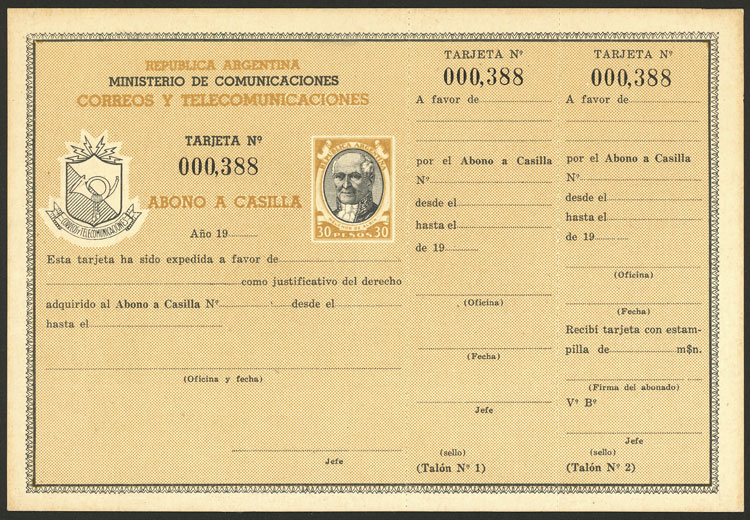 REPUBLICA ARGENTINA
MINISTERIO DE COMUNICACIONES
CORREOS Y TELECOMUNICACIONES
TARJETA Nº
000,388
ABONO A CASILLA
Año 19
CORREOS Y TELECOMUNICACIONES
REPUBLICA ARGENTINA
30 PESOS 30
Esta tarjeta ha sido expedida a favor de
como justificativo del derecho
adquirido al Abono a Casilla Nº desde el
hasta el
(Oficina y fecha)
Jefe
TARJETA Nº
000,388
A favor de
por el Abono a Casilla
Nº
desde el
hasta el
de 19
(Oficina)
(Fecha)
Jefe
(sello)
(Talón Nº 1)
TARJETA Nº
000,388
A favor de
por el Abono a Casilla
Nº
desde el
hasta el
de 19
(Oficina)
(Fecha)
Recibí tarjeta con estam-
pilla de m$n.
(Firma del abonado)
Vº Bº
Jefe
(sello)
(Talón Nº 2)